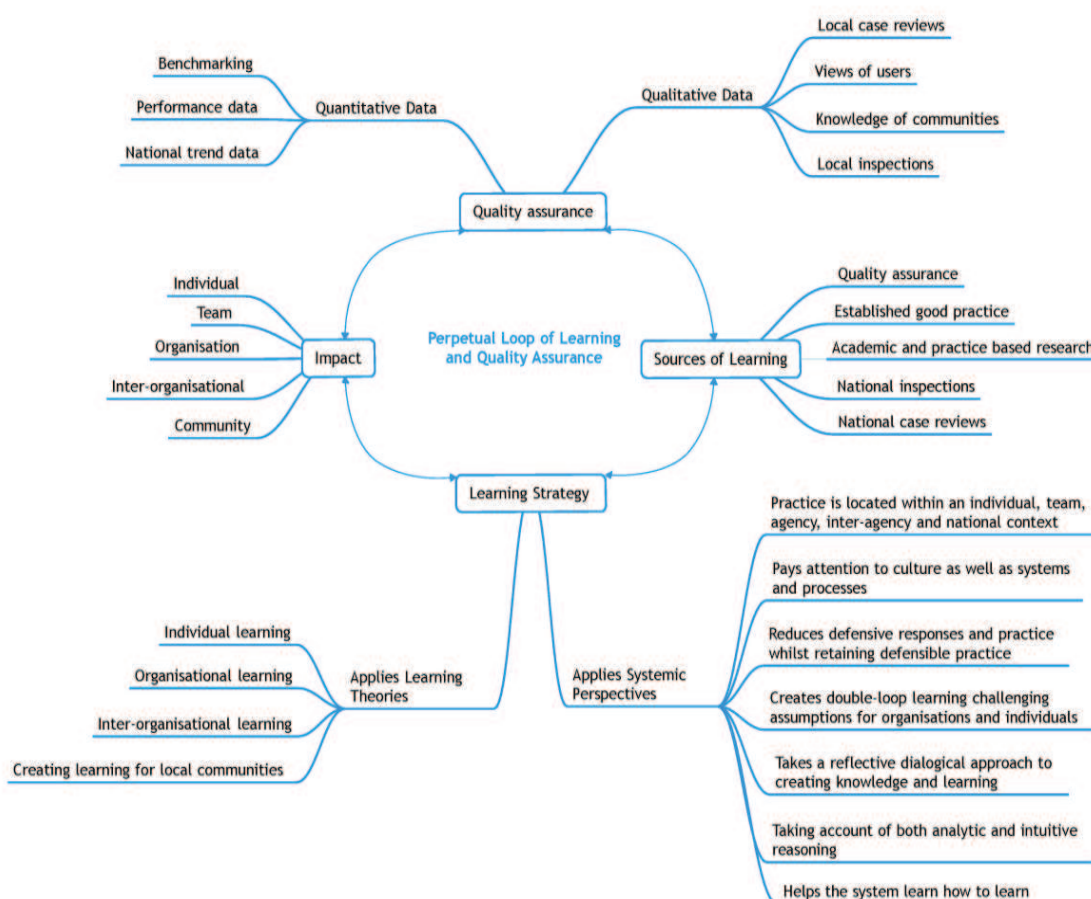 Local case reviews
Benchmarking
Views of users
Qualitative Data
Performance data
Quantitative Data
Knowledge of communities
National trend data
Local inspections
Quality assurance
Individual
Quality assurance
Team
Established good practice
Perpetual Loop of Learning
and Quality Assurance
Organisation
Impact
Sources of Learning
Academic and practice based research
Inter-organisational
National inspections
Community
National case reviews
Learning Strategy
Practice is located within an individual, team,
agency, inter-agency and national context
Pays attention to culture as well as systems
and processes
Individual learning
Reduces defensive responses and practice
whilst retaining defensible practice
Organisational learning
Applies Learning
Theories
Applies Systemic
Perspectives
Inter-organisational learning
Creates double-loop learning challenging
assumptions for organisations and individuals
Creating learning for local communities
Takes a reflective dialogical approach to
creating knowledge and learning
Taking account of both analytic and intuitive
reasoning
Helps the system learn how to learn